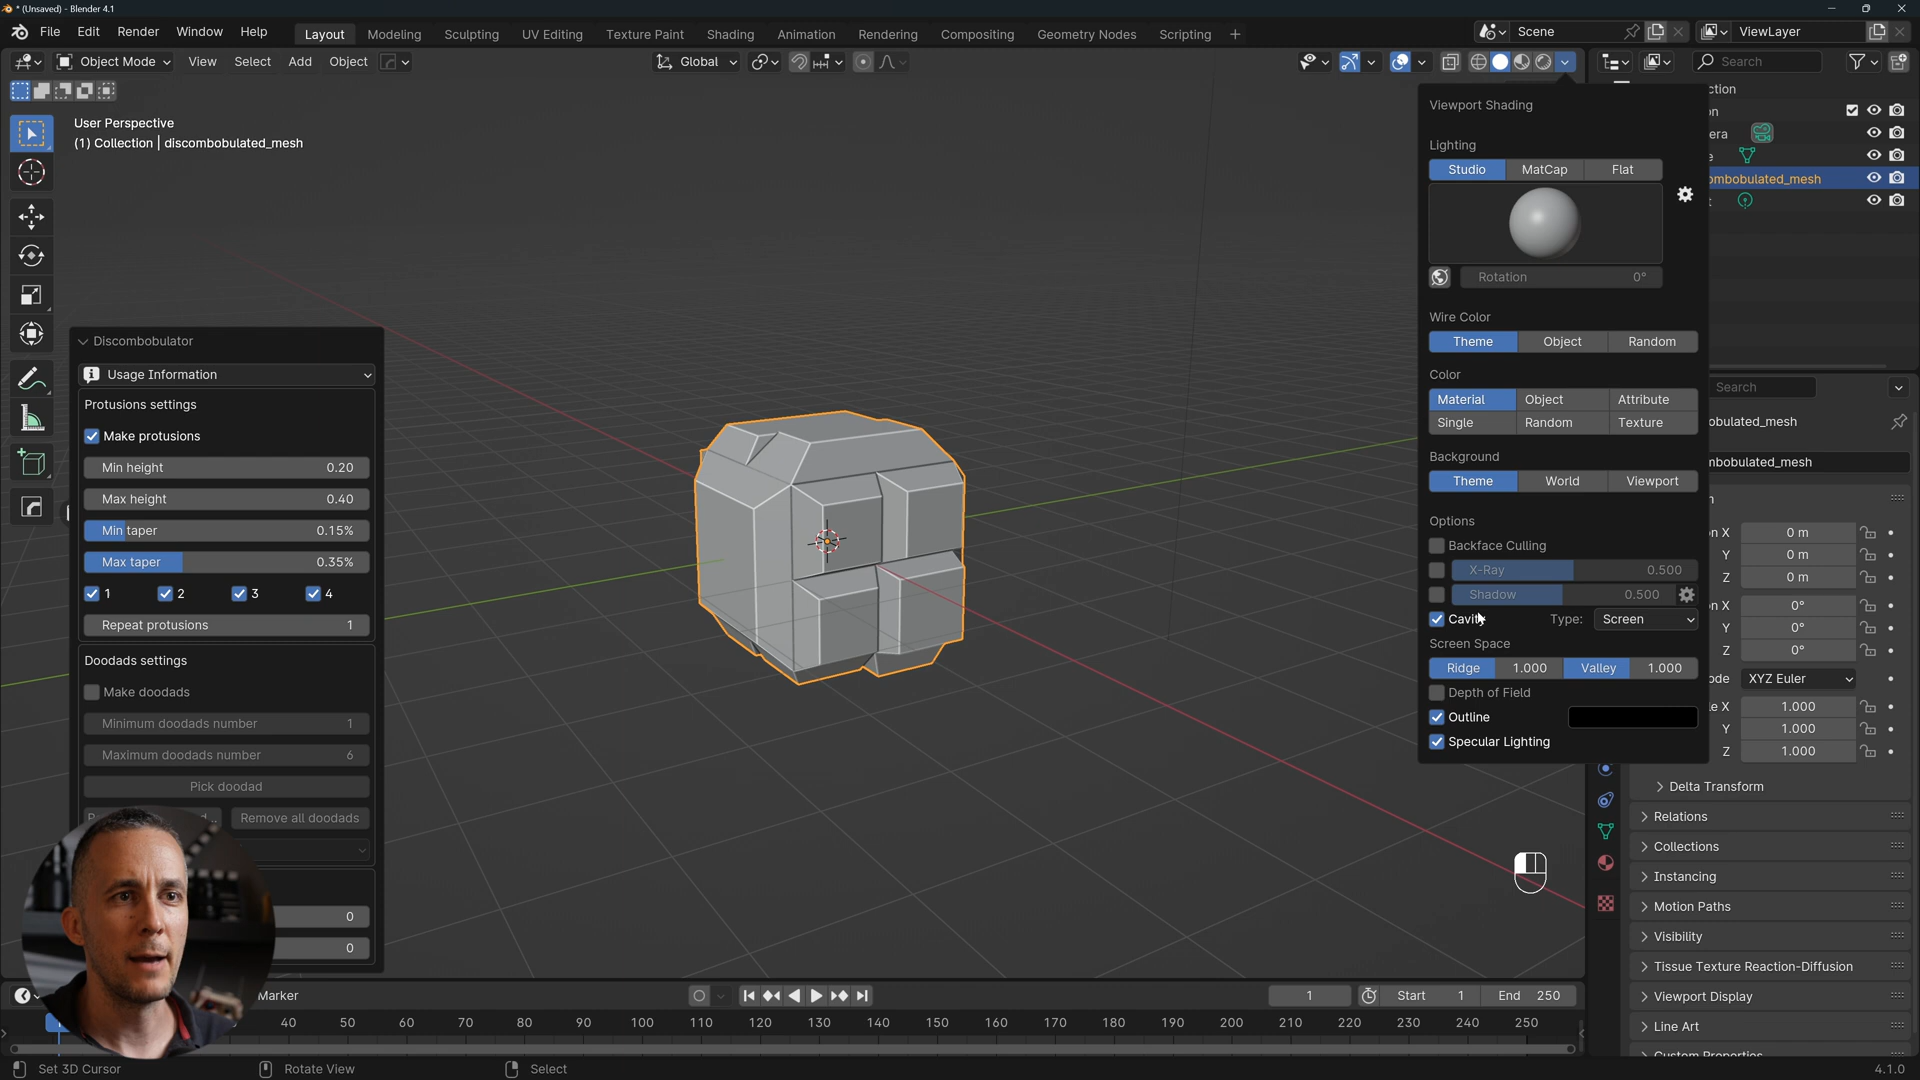 * (Unsaved) - Blender 4.1
File Edit Render Window Help
Layout Modeling Sculpting UV Editing Texture Paint Shading Animation Rendering Compositing Geometry Nodes Scripting +
Scene
ViewLayer
Object Mode View Select Add Object
Global
Search
User Perspective
(1) Collection | discombobulated_mesh
Discombobulator
Usage Information
Protusions settings
Make protusions
Min height 0.20
Max height 0.40
Min taper 0.15%
Max taper 0.35%
1 2 3 4
Repeat protusions 1
Doodads settings
Make doodads
Minimum doodads number 1
Maximum doodads number 6
Pick doodad
Remove all doodads
0
0
Viewport Shading
Lighting
Studio MatCap Flat
Rotation 0°
Wire Color
Theme Object Random
Color
Material Object Attribute
Single Random Texture
Background
Theme World Viewport
Options
Backface Culling
X-Ray 0.500
Shadow 0.500
Cavity Type: Screen
Screen Space
Ridge 1.000 Valley 1.000
Depth of Field
Outline
Specular Lighting
ction
on
era
e
ombobulated_mesh
t
Search
obulated_mesh
mbobulated_mesh
m
on X 0 m
Y 0 m
Z 0 m
on X 0°
Y 0°
Z 0°
ode XYZ Euler
le X 1.000
Y 1.000
Z 1.000
Delta Transform
Relations
Collections
Instancing
Motion Paths
Visibility
Tissue Texture Reaction-Diffusion
Viewport Display
Line Art
Custom Properties
Marker
1 Start 1 End 250
40 50 60 70 80 90 100 110 120 130 140 150 160 170 180 190 200 210 220 230 240 250
Set 3D Cursor Rotate View Select
4.1.0